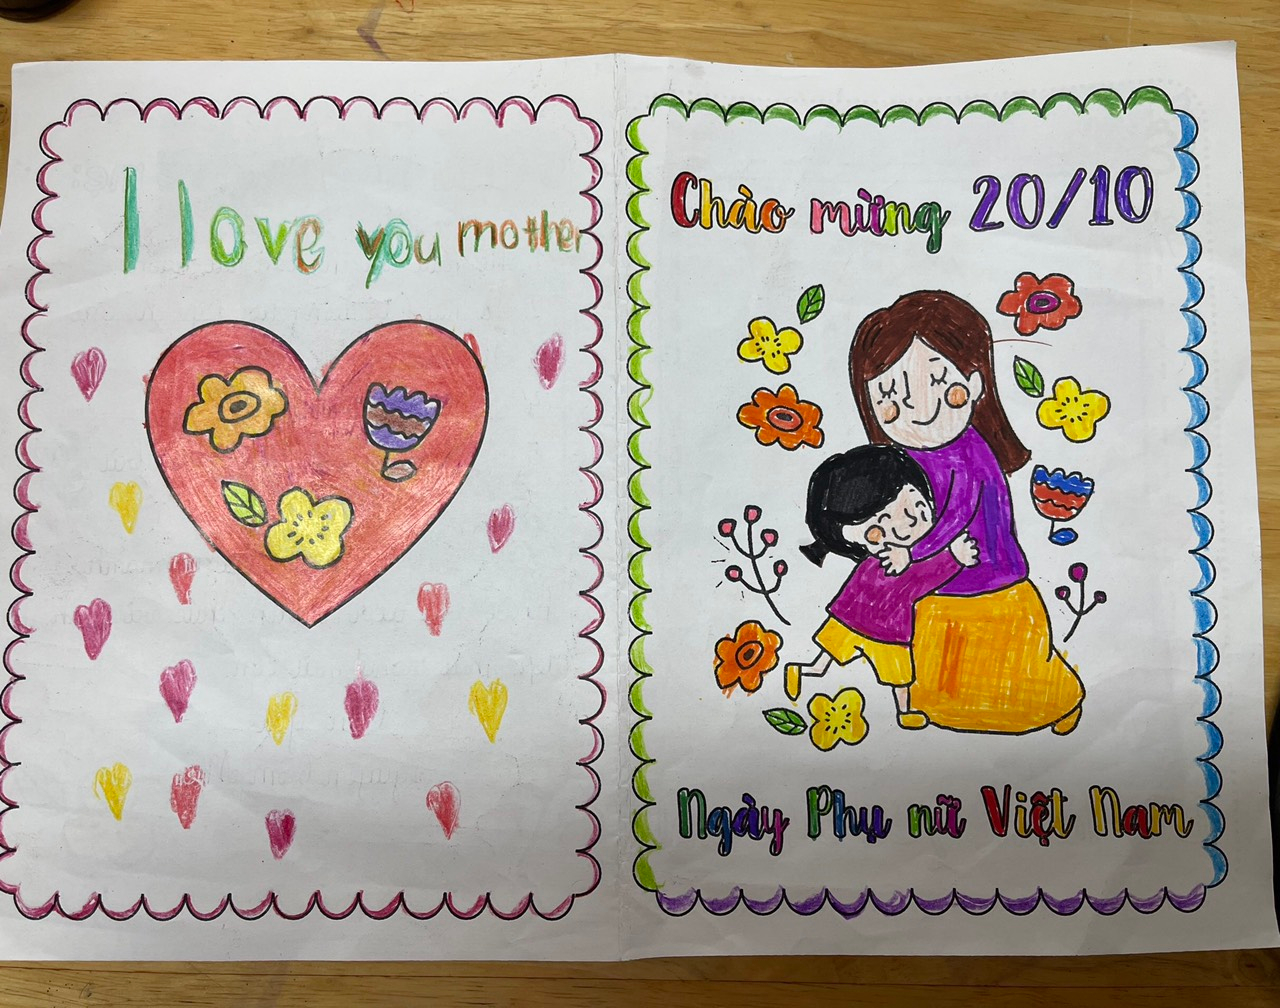 I love you mother
Chào mừng 20/10
Ngày Phụ nữ Việt Nam